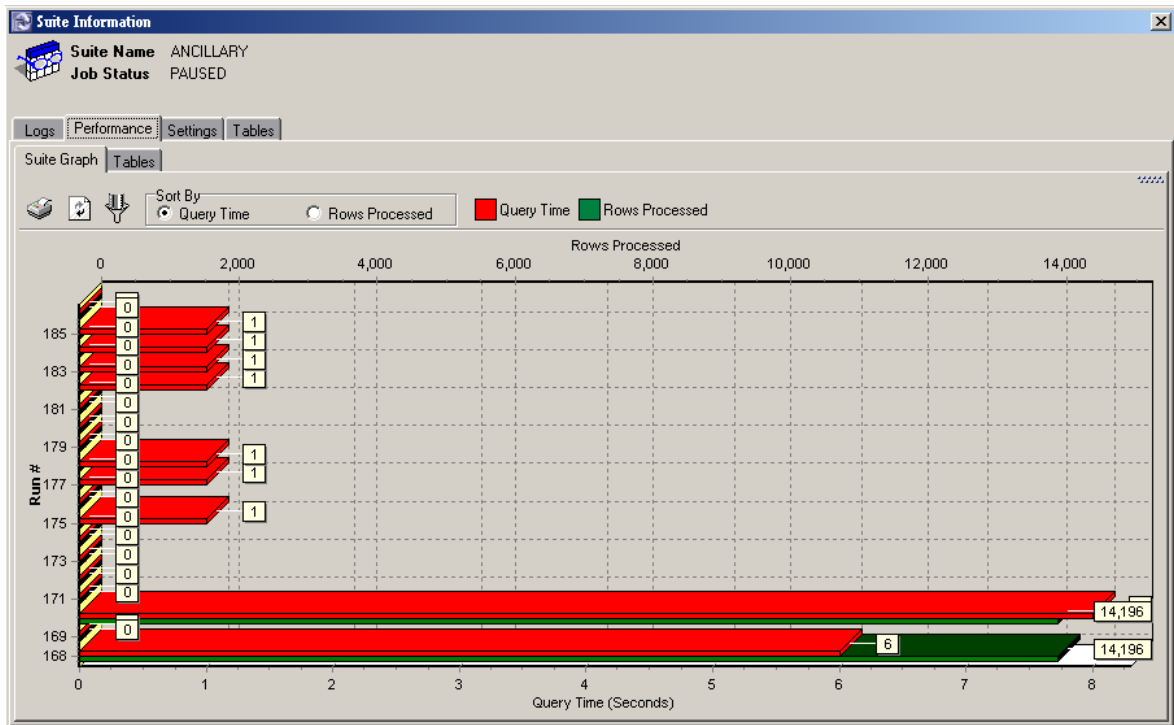 Suite Information
Suite Name ANCILLARY
Job Status PAUSED
Logs Performance Settings Tables
Suite Graph Tables
Sort By
Query Time Rows Processed
Query Time Rows Processed
Rows Processed
0 2,000 4,000 6,000 8,000 10,000 12,000 14,000
0
1
185
0
1
0
1
183
0
1
0
181
0
0
179
0
1
0
1
177
0
0
1
175
0
0
173
0
0
171
0
14,196
169
0
6
14,196
168
Run #
0 1 2 3 4 5 6 7 8
Query Time (Seconds)